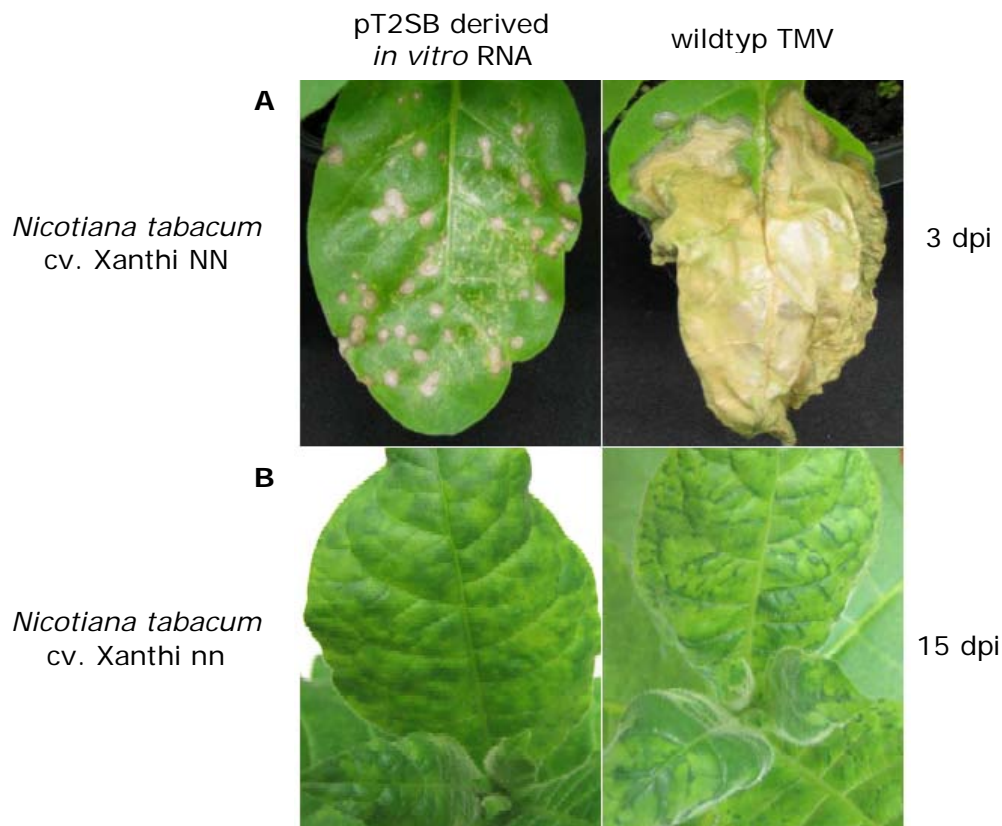 pT2SB derived
in vitro RNA
wildtyp TMV
A
Nicotiana tabacum
cv. Xanthi NN
3 dpi
B
Nicotiana tabacum
cv. Xanthi nn
15 dpi